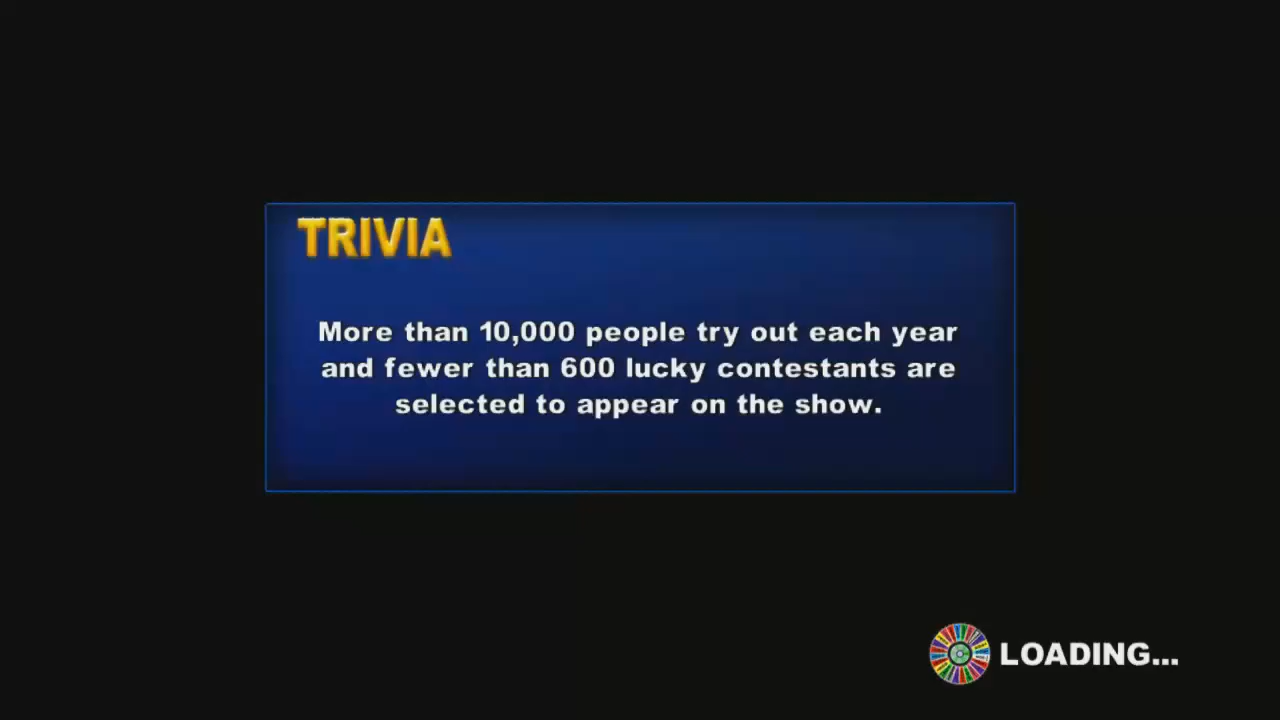 TRIVIA
More than 10,000 people try out each year
and fewer than 600 lucky contestants are
selected to appear on the show.
LOADING...